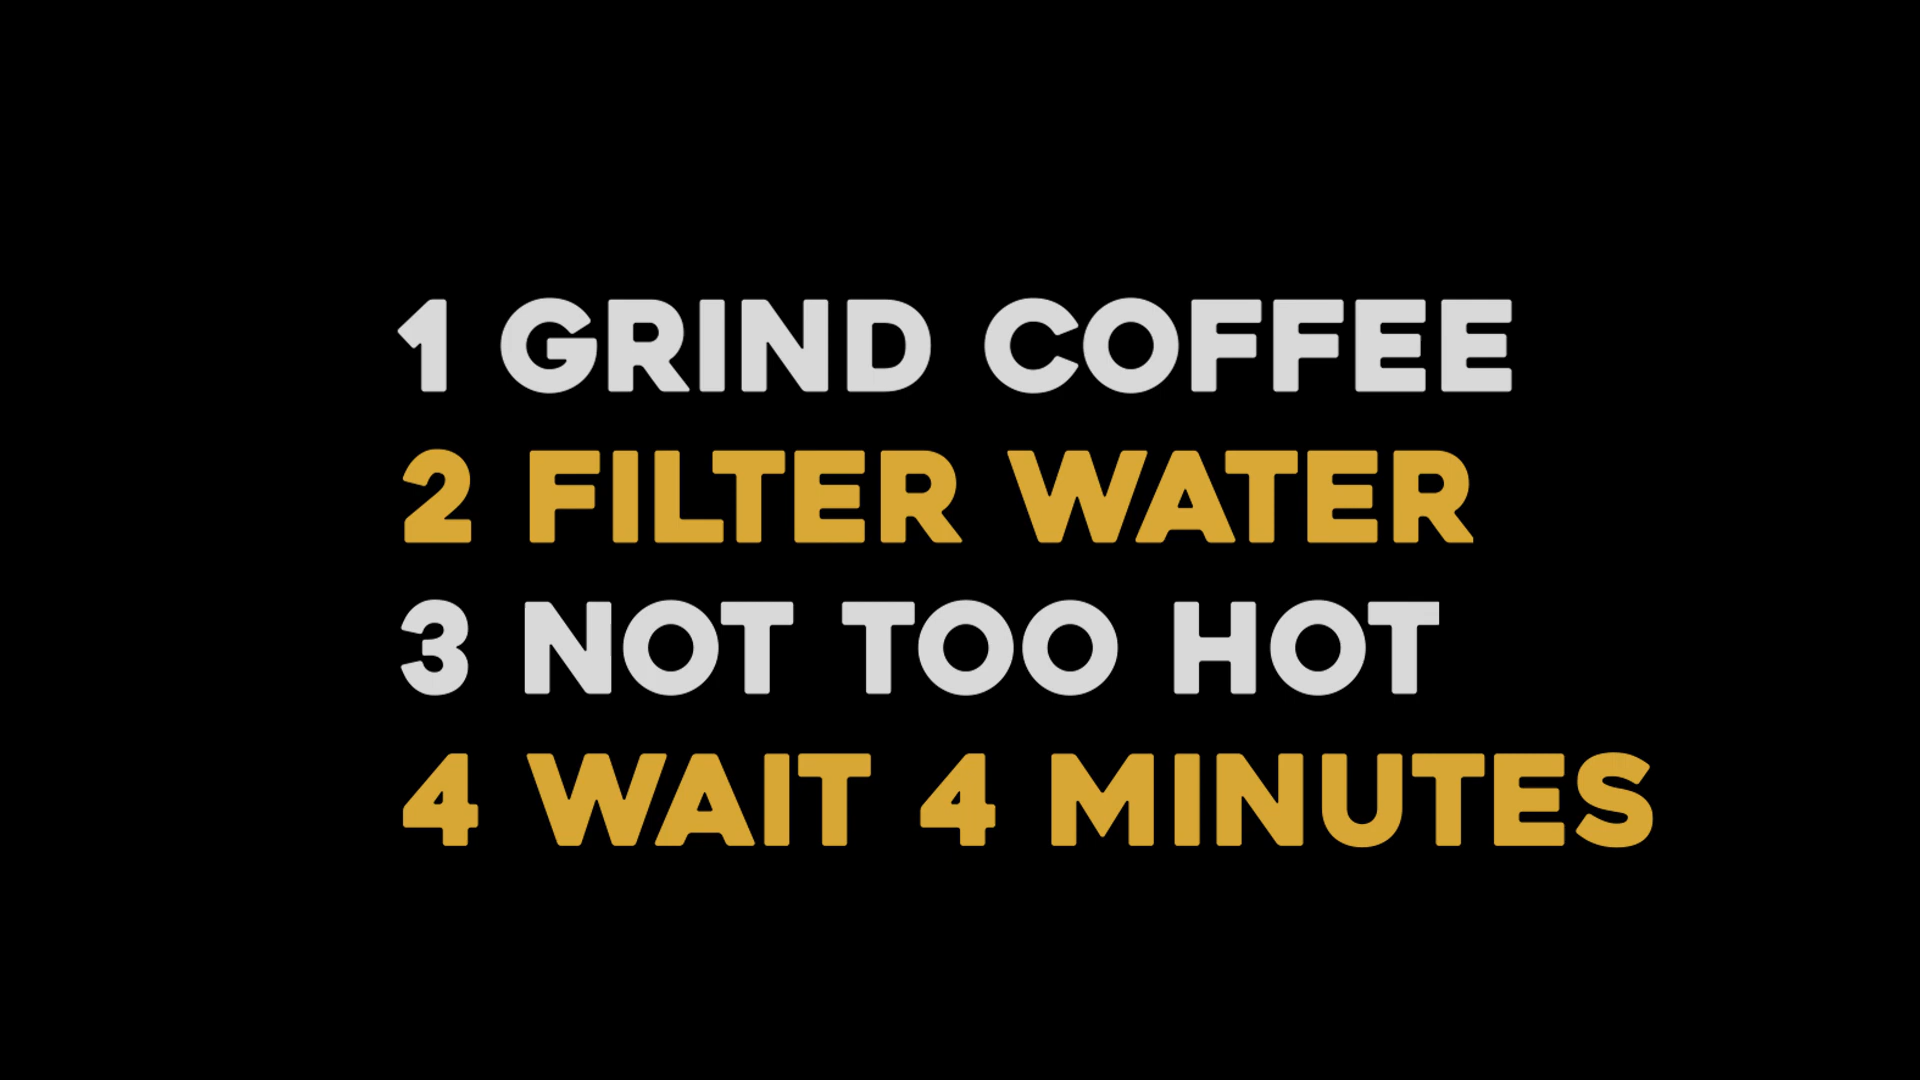 1 GRIND COFFEE
2 FILTER WATER
3 NOT TOO HOT
4 WAIT 4 MINUTES